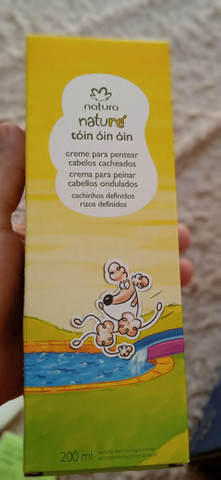 natura
naturé
tóin óin óin
creme para pentear
cabelos cacheados
crema para peinar
cabellos ondulados
cachinhos definidos
rizos definidos
200 ml